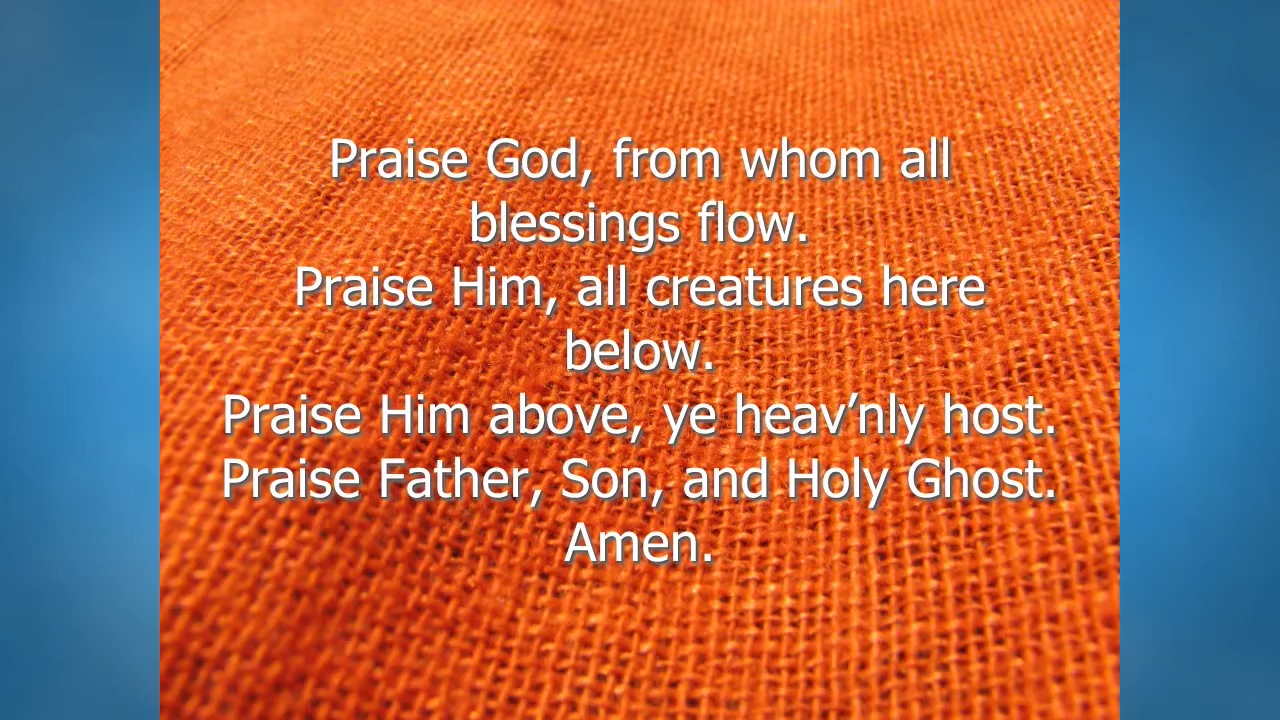 Praise God, from whom all
blessings flow.
Praise Him, all creatures here
below.
Praise Him above, ye heav’nly host.
Praise Father, Son, and Holy Ghost.
Amen.